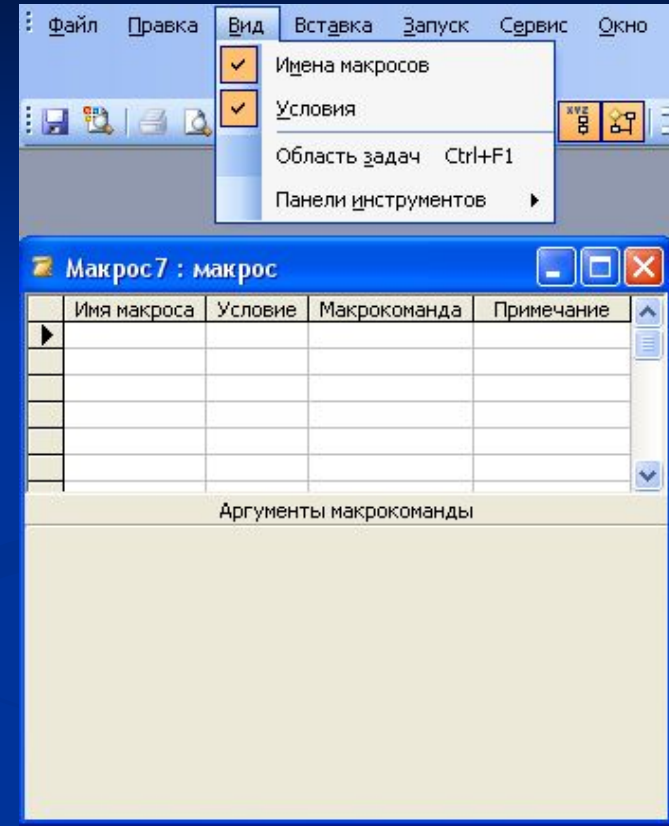 Файл Правка Вид Вставка Запуск Сервис Окно
Имена макросов
Условия
Область задач Ctrl+F1
Панели инструментов
XYZ
Макрос7 : макрос
Имя макроса Условие Макрокоманда Примечание
Аргументы макрокоманды